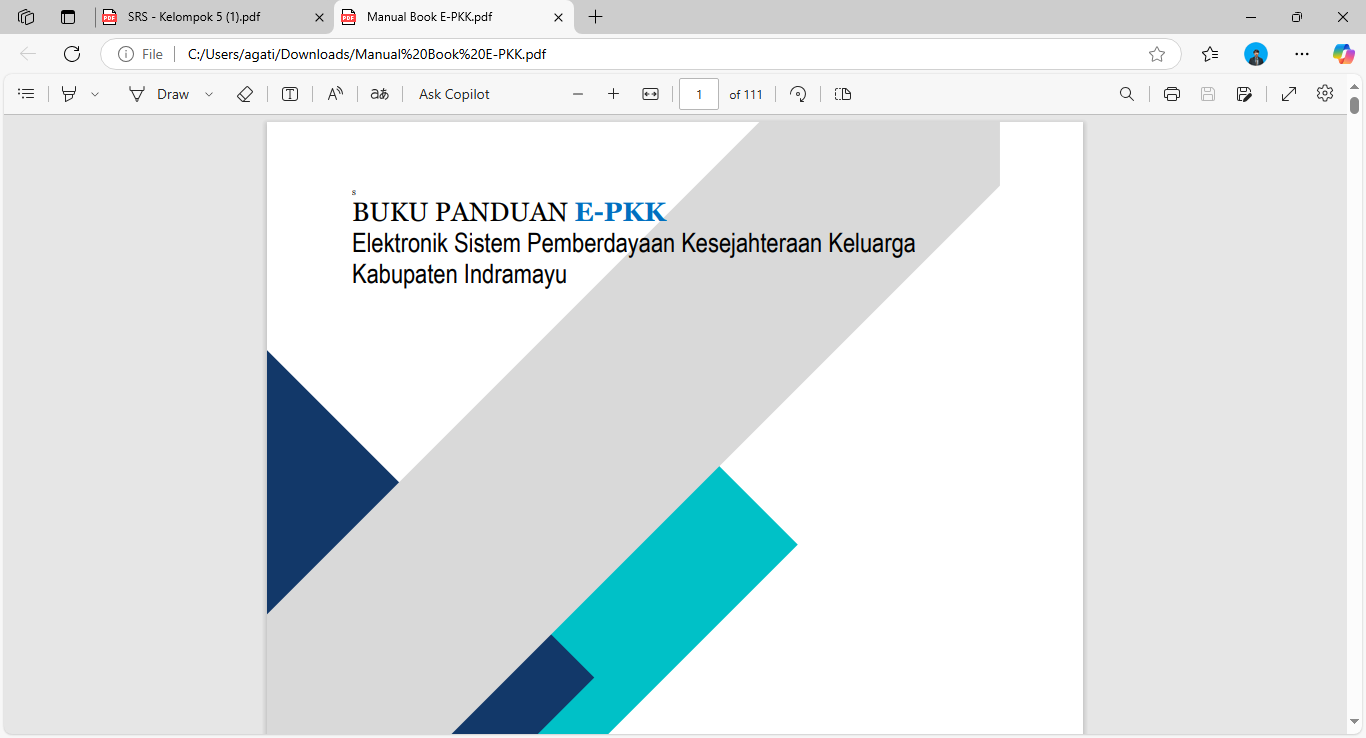 SRS - Kelompok 5 (1).pdf
Manual Book E-PKK.pdf
File
C:/Users/agati/Downloads/Manual%20Book%20E-PKK.pdf
Draw
Ask Copilot
1
of 111
s
BUKU PANDUAN E-PKK
Elektronik Sistem Pemberdayaan Kesejahteraan Keluarga
Kabupaten Indramayu